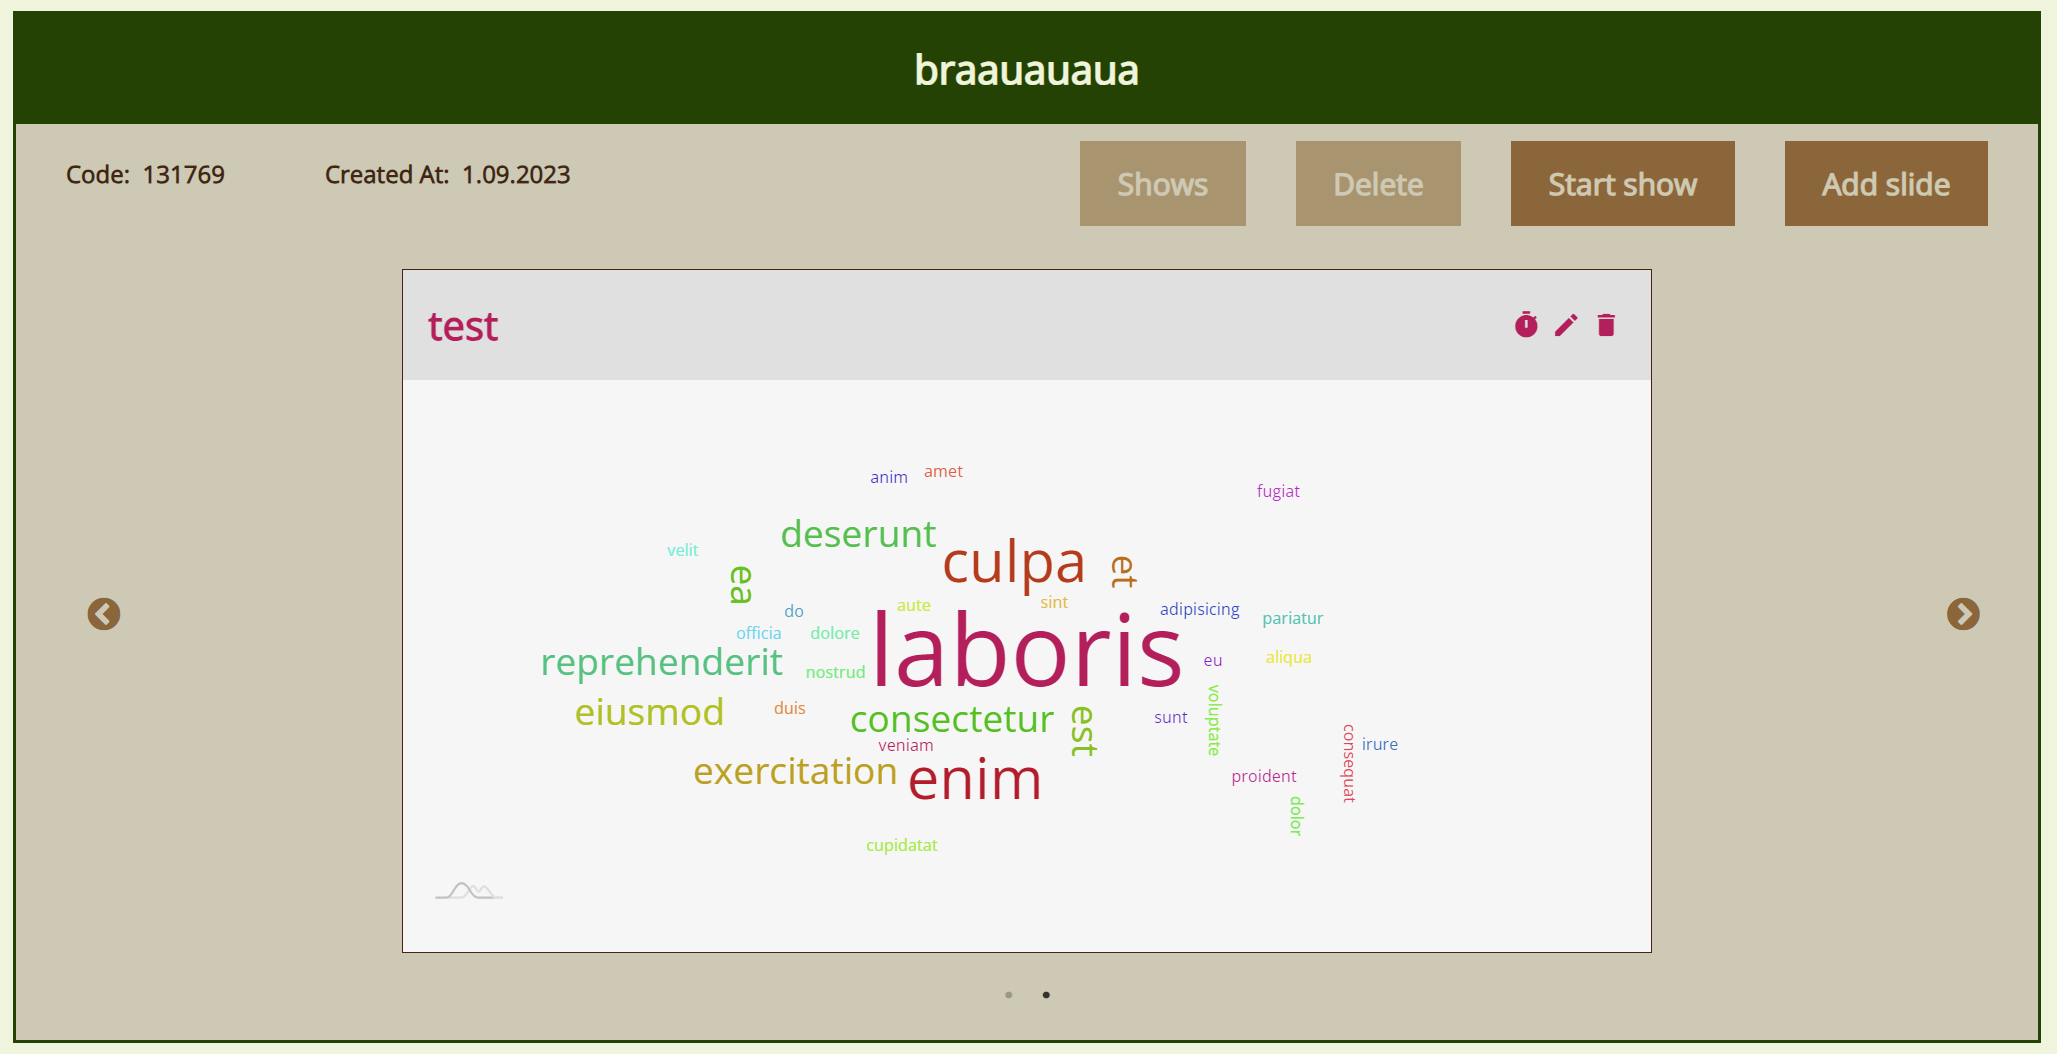 braauauaua
Code: 131769
Created At: 1.09.2023
Shows
Delete
Start show
Add slide
test
anim
amet
fugiat
deserunt
culpa
et
velit
ea
do
aute
sint
adipisicing
pariatur
officia
dolore
laboris
reprehenderit
nostrud
eu
aliqua
eiusmod
duis
consectetur
est
sunt
voluptate
veniam
consequat
irure
exercitation
enim
proident
dolor
cupidatat